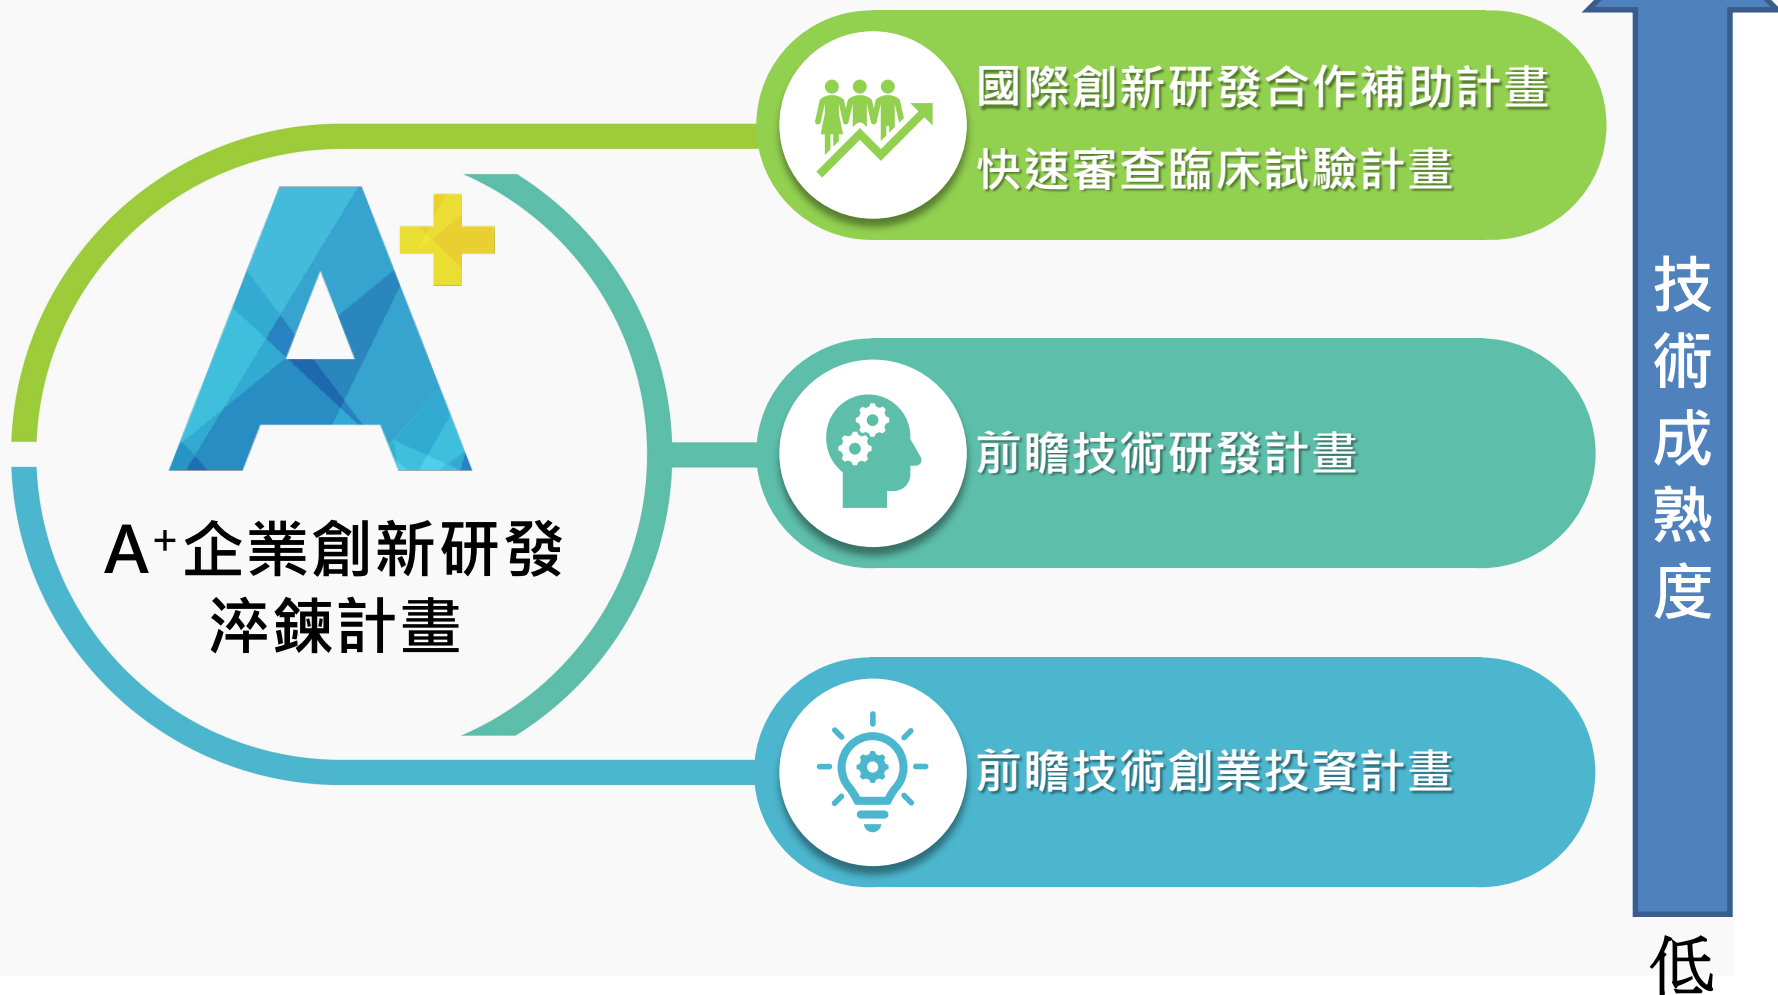 國際創新研發合作補助計畫
快速審查臨床試驗計畫
A+
A+企業創新研發
淬鍊計畫
前瞻技術研發計畫
前瞻技術創業投資計畫
技術成熟度
低